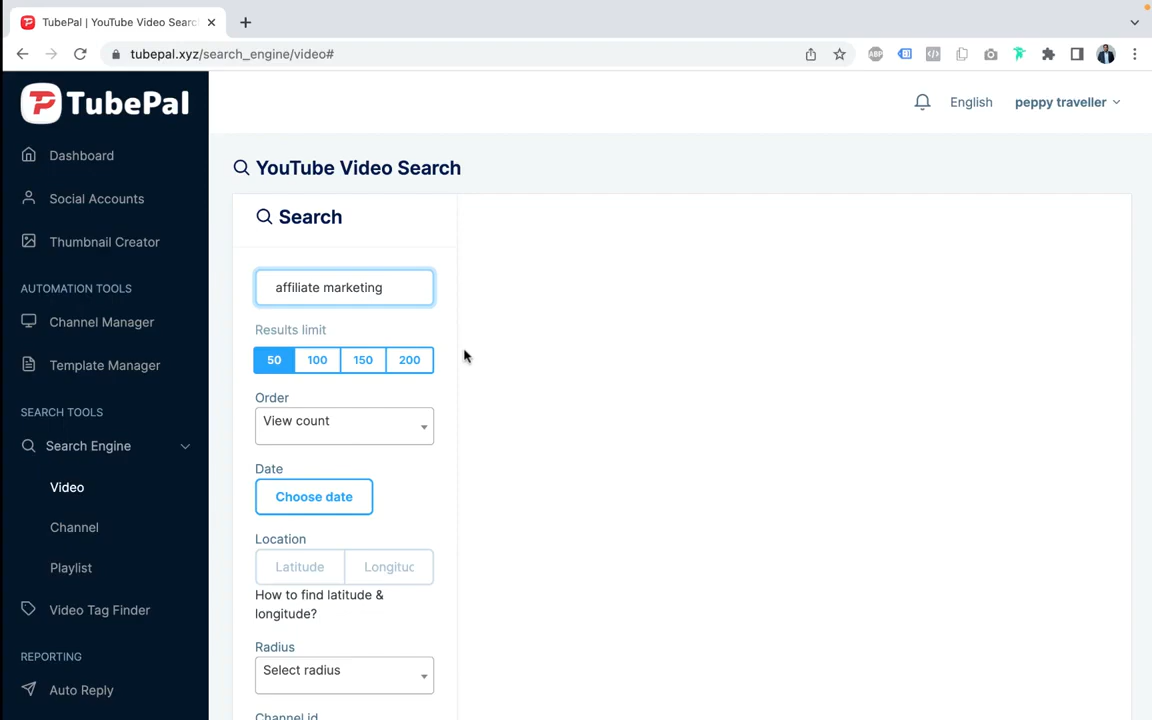 TubePal | YouTube Video Searc
tubepal.xyz/search_engine/video#
ABP
TubePal
English
peppy traveller
Dashboard
Social Accounts
Thumbnail Creator
AUTOMATION TOOLS
Channel Manager
Template Manager
SEARCH TOOLS
Search Engine
Video
Channel
Playlist
Video Tag Finder
REPORTING
Auto Reply
YouTube Video Search
Search
affiliate marketing
Results limit
50 100 150 200
Order
View count
Date
Choose date
Location
Latitude Longituc
How to find latitude &
longitude?
Radius
Select radius
Channel id